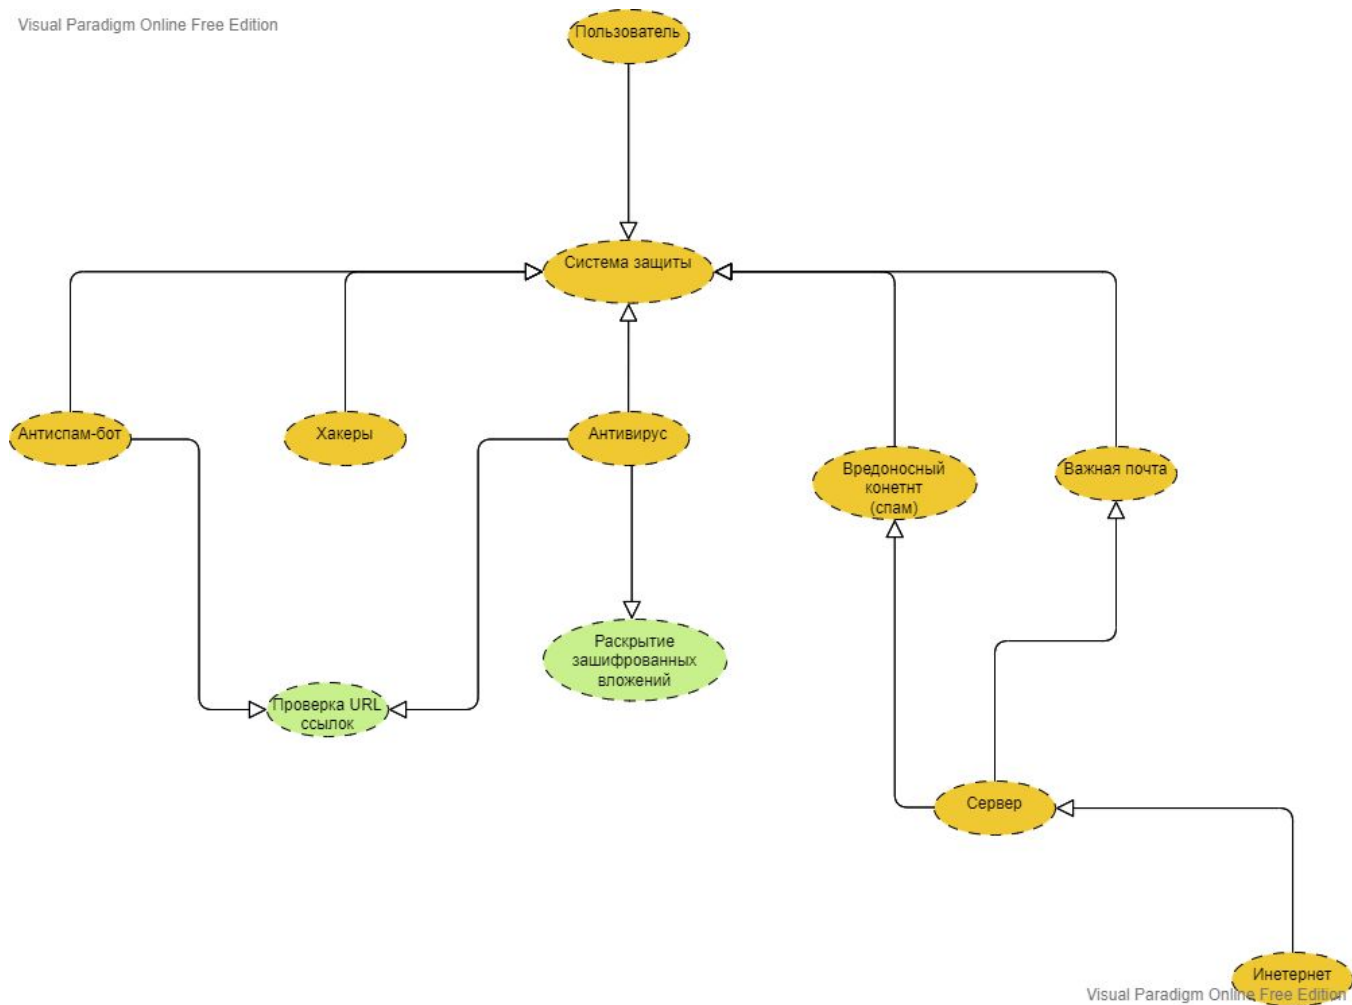 Visual Paradigm Online Free Edition
Пользователь
Система защиты
Антиспам-бот
Хакеры
Антивирус
Вредоносный
конетнт
(спам)
Важная почта
Раскрытие
зашифрованных
вложений
Проверка URL
ссылок
Сервер
Инетернет
Visual Paradigm Online Free Edition